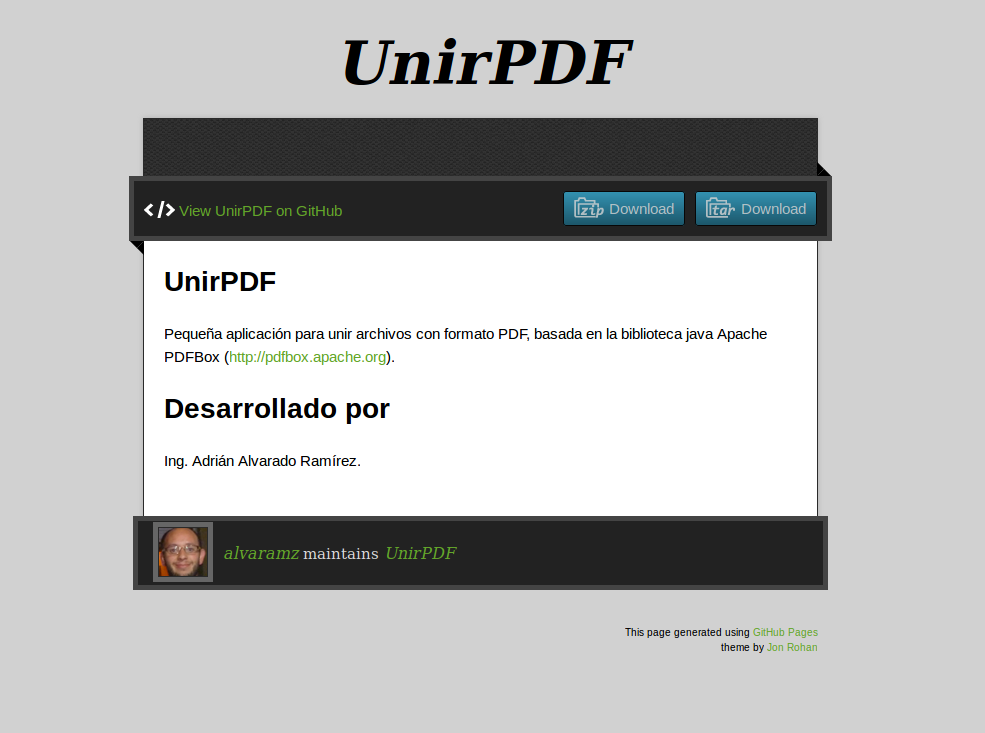 UnirPDF
</> View UnirPDF on GitHub
zip Download
tar Download
UnirPDF
Pequeña aplicación para unir archivos con formato PDF, basada en la biblioteca java Apache
PDFBox (http://pdfbox.apache.org).
Desarrollado por
Ing. Adrián Alvarado Ramírez.
alvaramz maintains UnirPDF
This page generated using GitHub Pages
theme by Jon Rohan